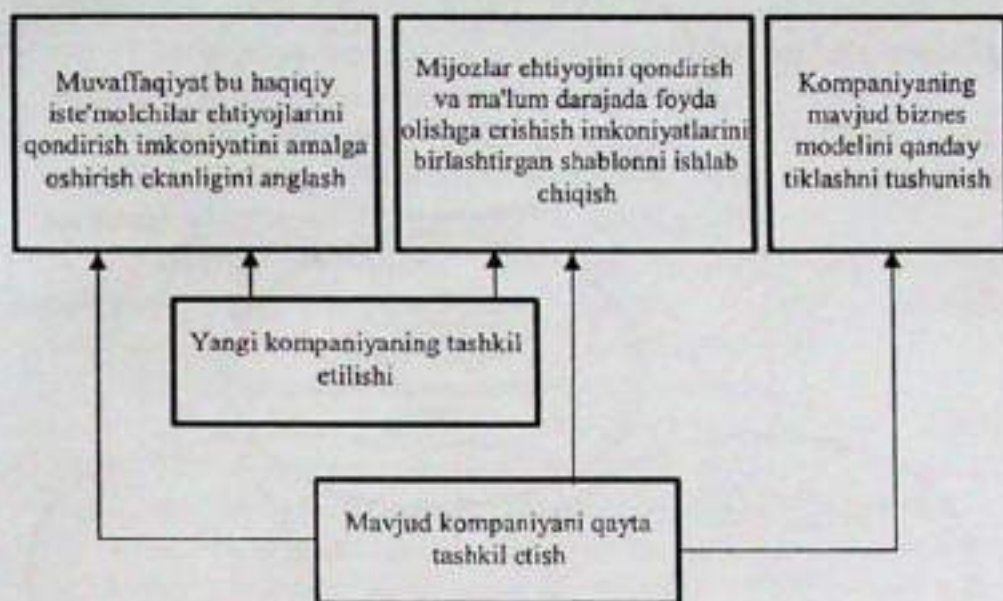 Muvaffaqiyat bu haqiqiy
iste'molchilar ehtiyojlarini
qondirish imkoniyatini amalga
oshirish ekanligini anglash
Mijozlar ehtiyojini qondirish
va ma'lum darajada foyda
olishga erishish imkoniyatlarini
birlashtirgan shablonni ishlab
chiqish
Kompaniyaning
mavjud biznes
modelini qanday
tiklashni tushunish
Yangi kompaniyaning tashkil
etilishi
Mavjud kompaniyani qayta
tashkil etish